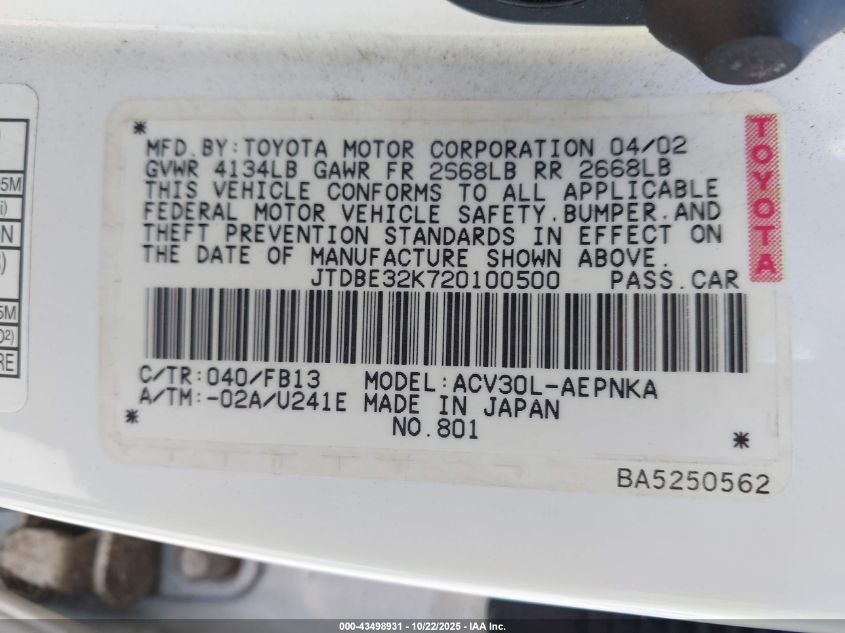 MFD.BY:TOYOTA MOTOR CORPORATION 04/02
GVWR 4134LB GAWR FR 2568LB RR 2668LB
THIS VEHICLE CONFORMS TO ALL APPLICABLE
FEDERAL MOTOR VEHICLE SAFETY.BUMPER.AND
THEFT PREVENTION STANDARDS IN EFFECT ON
THE DATE OF MANUFACTURE SHOWN ABOVE.
JTDBE32K720100500 PASS.CAR
C/TR:040/FB13 MODEL:ACV30L-AEPNKA
A/TM:-02A/U241E MADE IN JAPAN
NO.801
TOYOTA
BA5250562
000-43498931 - 10/22/2025 - IAA Inc.